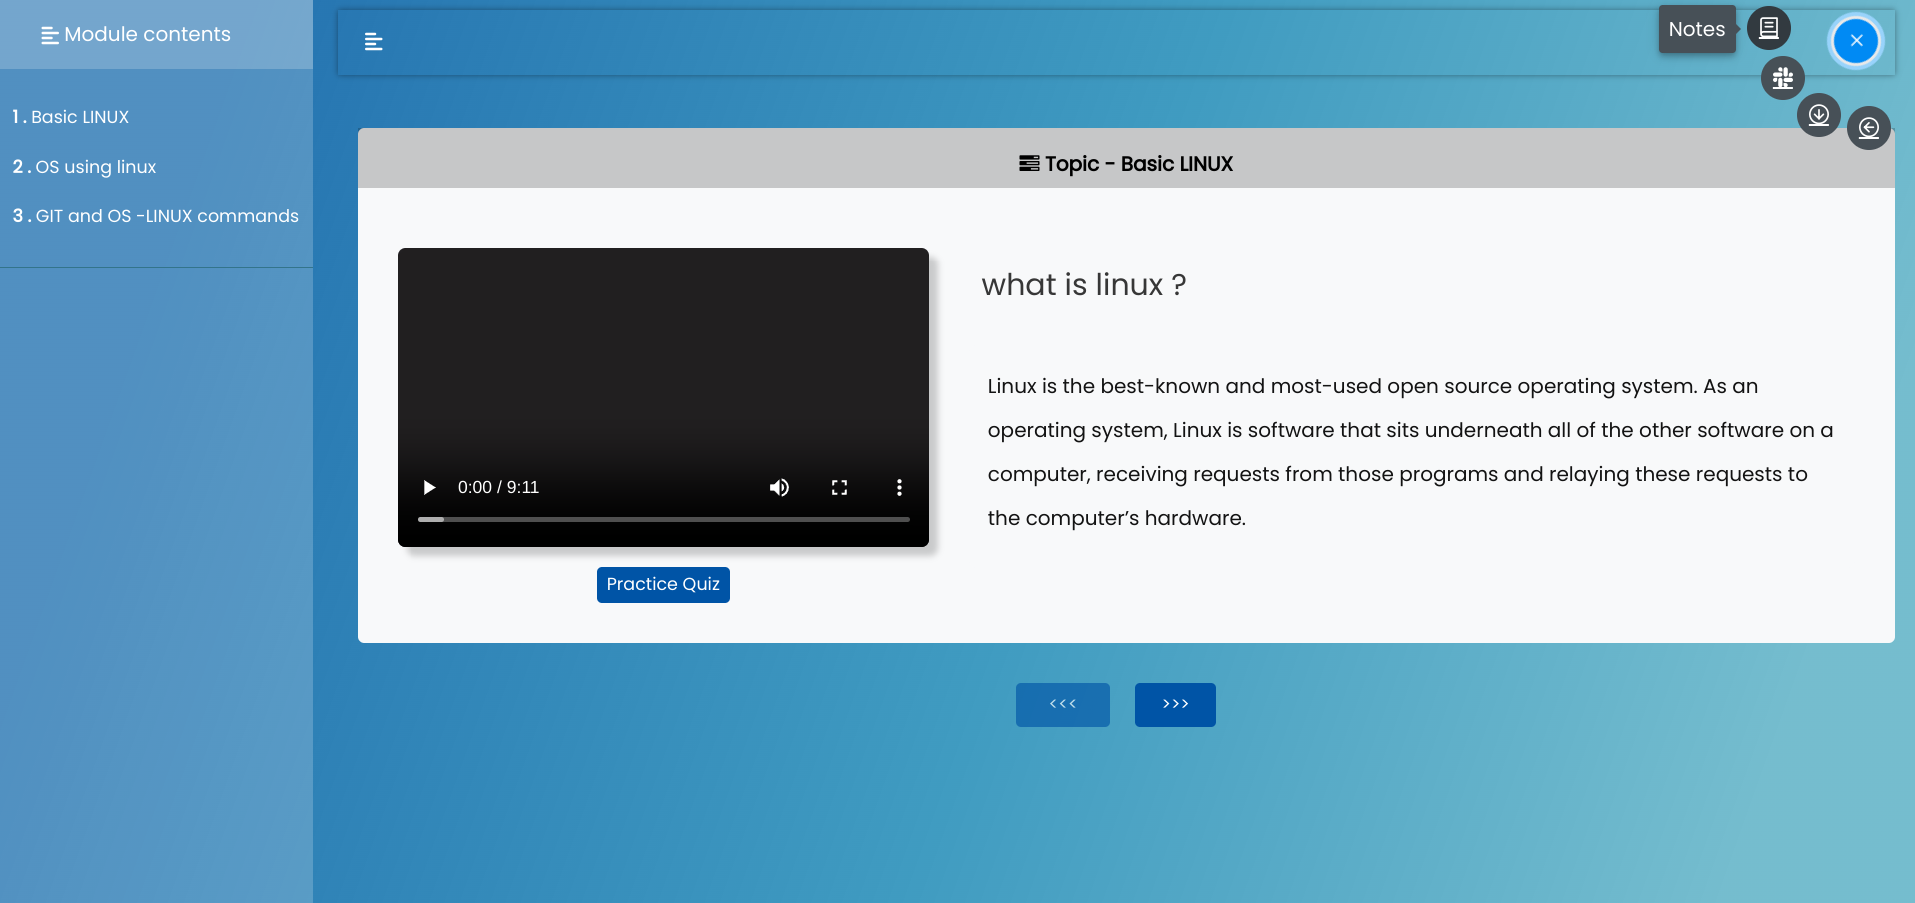 Module contents
1 . Basic LINUX
2 . OS using linux
3 . GIT and OS -LINUX commands
Notes
Topic - Basic LINUX
what is linux ?
Linux is the best-known and most-used open source operating system. As an
operating system, Linux is software that sits underneath all of the other software on a
computer, receiving requests from those programs and relaying these requests to
the computer’s hardware.
0:00 / 9:11
Practice Quiz
<<<
>>>